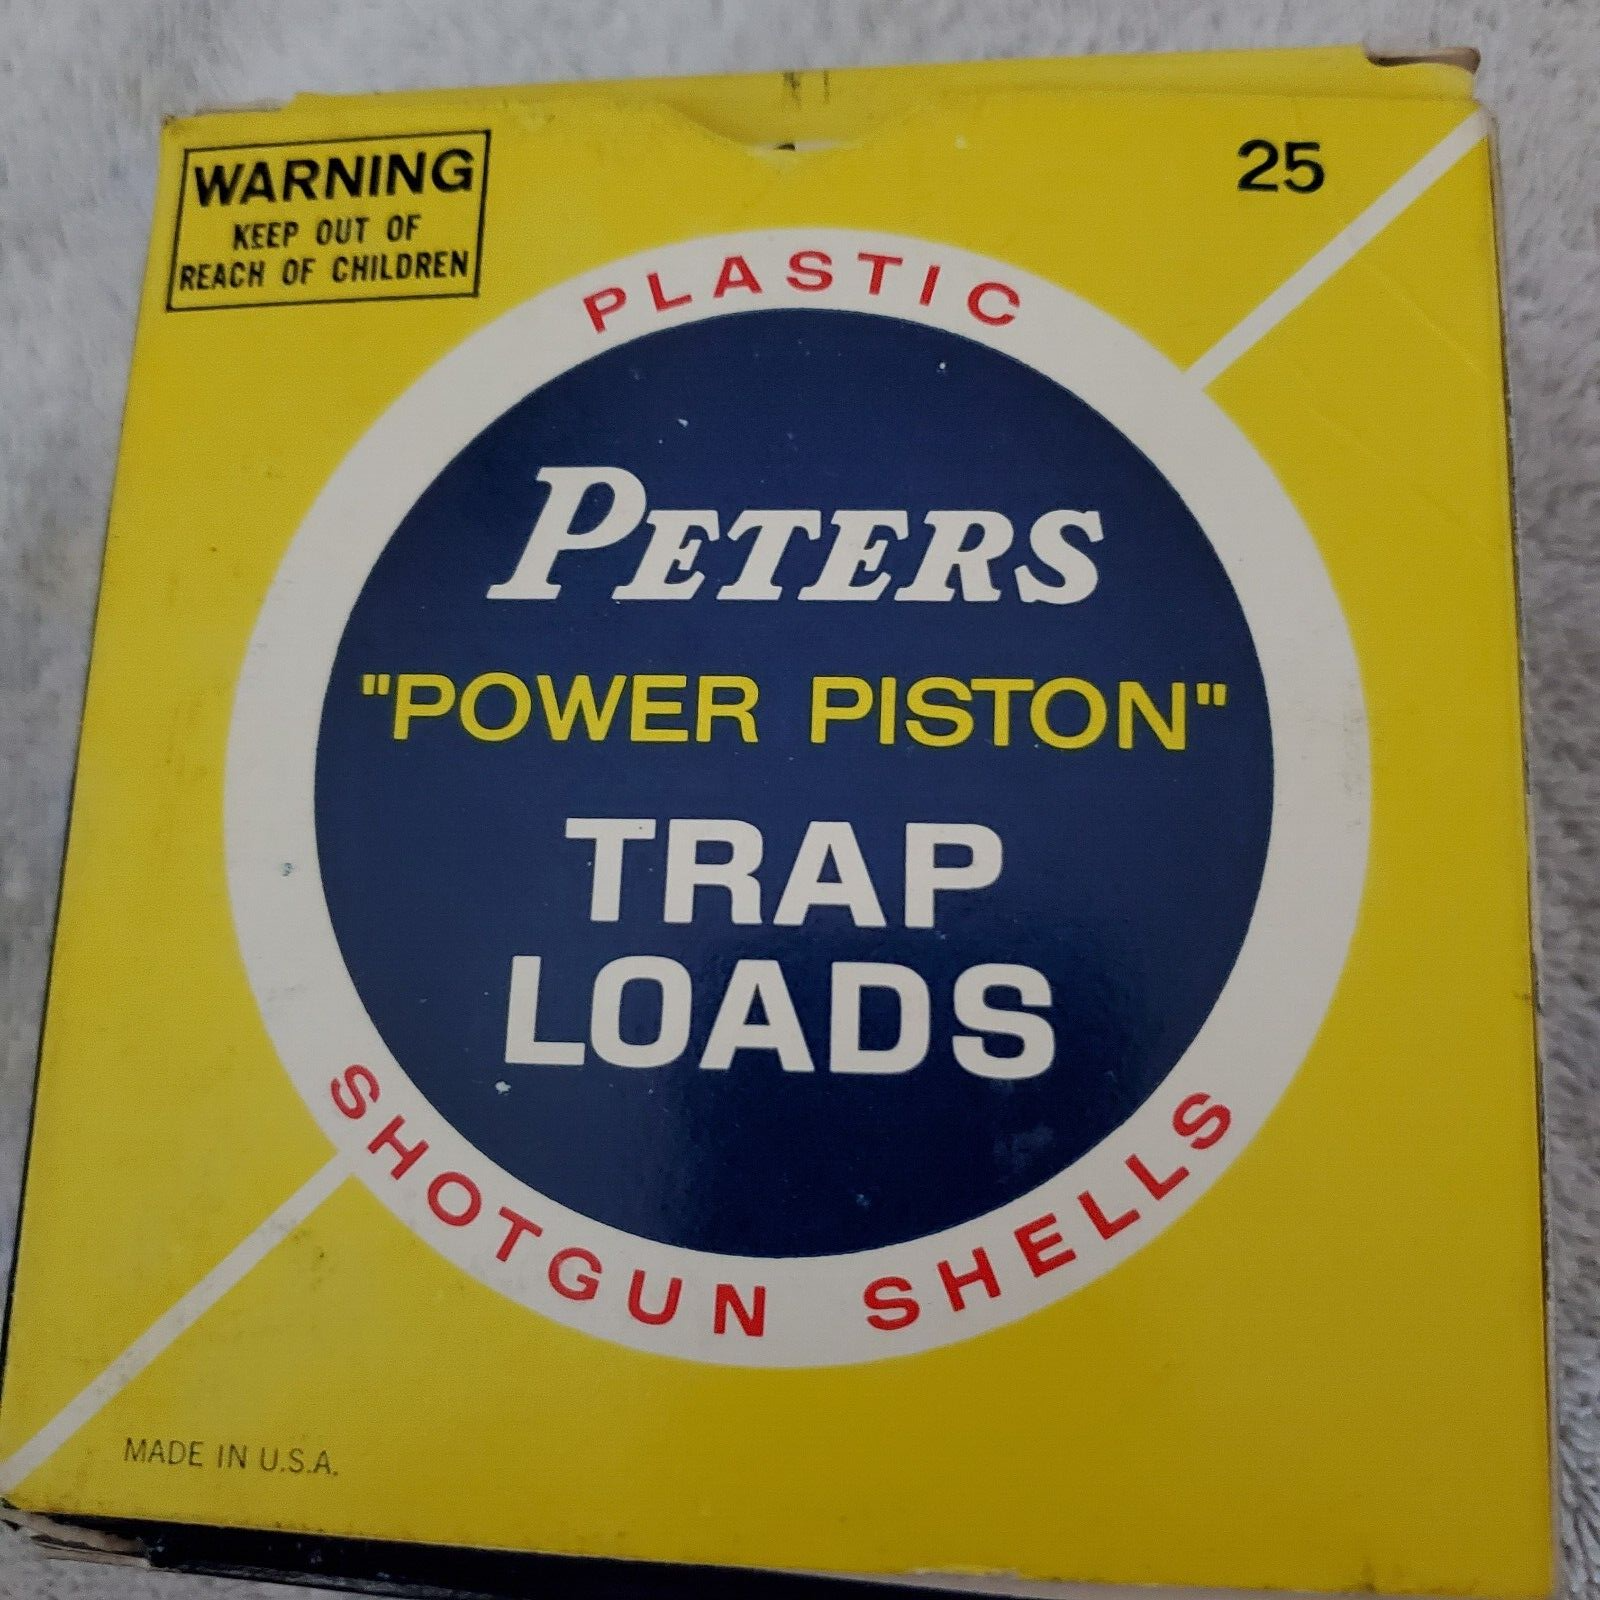 WARNING
KEEP OUT OF
REACH OF CHILDREN
25
PLASTIC
PETERS
"POWER PISTON"
TRAP
LOADS
SHOTGUN SHELLS
MADE IN U.S.A.